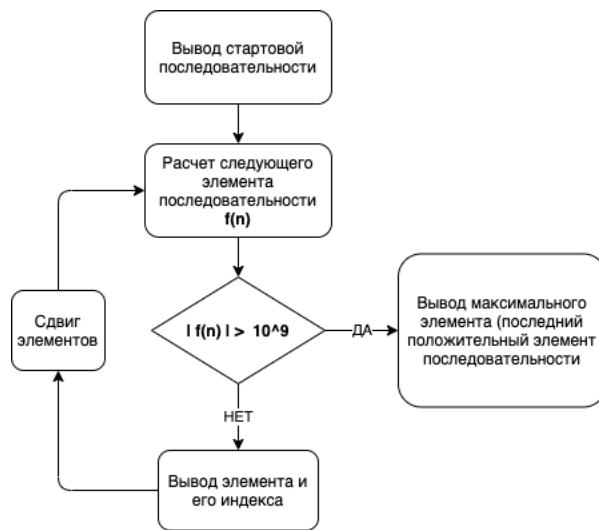 Вывод стартовой
последовательности
Расчет следующего
элемента
последовательности
f(n)
| f(n) | > 10^9
ДА
Вывод максимального
элемента (последний
положительный элемент
последовательности
Сдвиг
элементов
НЕТ
Вывод элемента и
его индекса